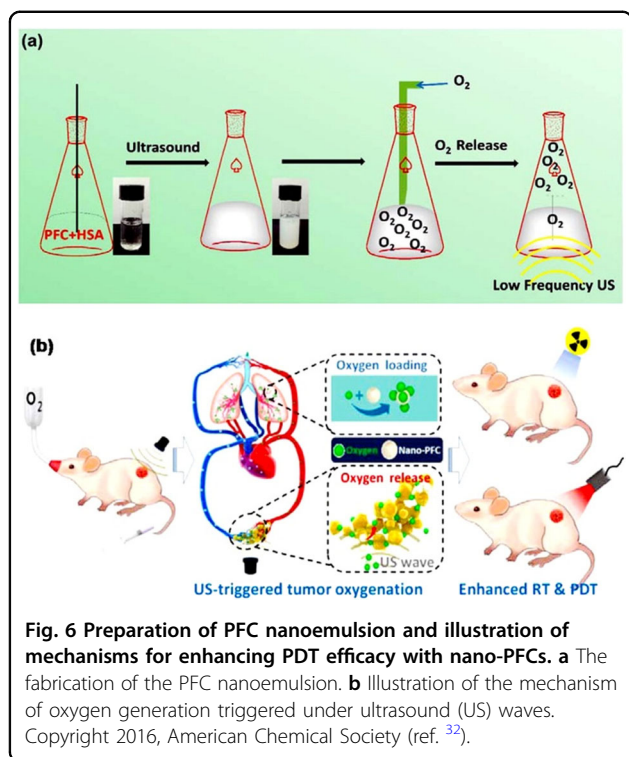 (a)
O₂
Ultrasound
O₂ Release
PFC+HSA
O₂ O₂
O₂ O₂
O₂ O₂
O₂
O₂
O₂ O₂
O₂
Low Frequency US
(b)
O₂
Oxygen loading
+
Oxygen Nano-PFC
Oxygen release
US wave
US-triggered tumor oxygenation
Enhanced RT & PDT
Fig. 6 Preparation of PFC nanoemulsion and illustration of
mechanisms for enhancing PDT efficacy with nano-PFCs. a The
fabrication of the PFC nanoemulsion. b Illustration of the mechanism
of oxygen generation triggered under ultrasound (US) waves.
Copyright 2016, American Chemical Society (ref. ³²).